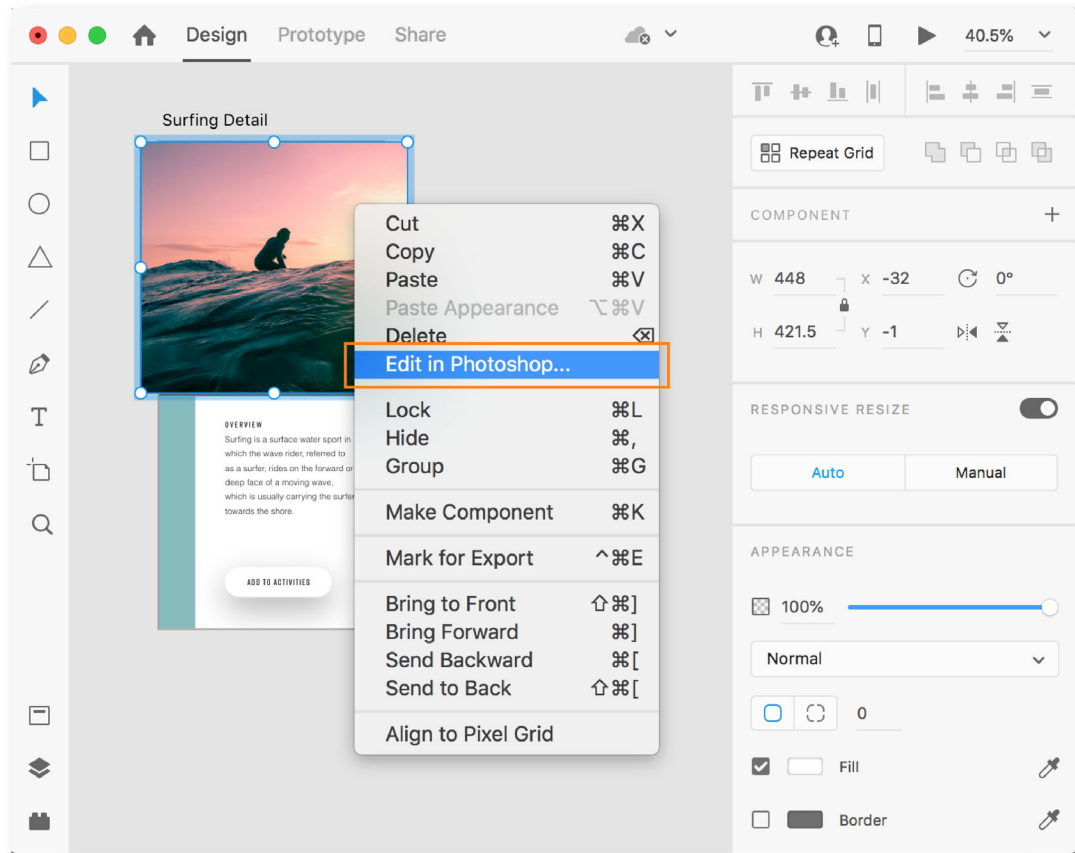 Design Prototype Share 40.5%
Surfing Detail
Repeat Grid
COMPONENT
W 448 X -32 0°
H 421.5 Y -1
RESPONSIVE RESIZE
Auto Manual
APPEARANCE
100%
Normal
0
Fill
Border
Cut ⌘X
Copy ⌘C
Paste ⌘V
Paste Appearance ⌥⌘V
Delete ⌫
Edit in Photoshop...
Lock ⌘L
Hide ⌘,
Group ⌘G
Make Component ⌘K
Mark for Export ^⌘E
Bring to Front ⇧⌘]
Bring Forward ⌘]
Send Backward ⌘[
Send to Back ⇧⌘[
Align to Pixel Grid
OVERVIEW
Surfing is a surface water sport in
which the wave rider, referred to
as a surfer, rides on the forward or
deep face of a moving wave,
which is usually carrying the surfer
towards the shore.
ADD TO ACTIVITIES
T